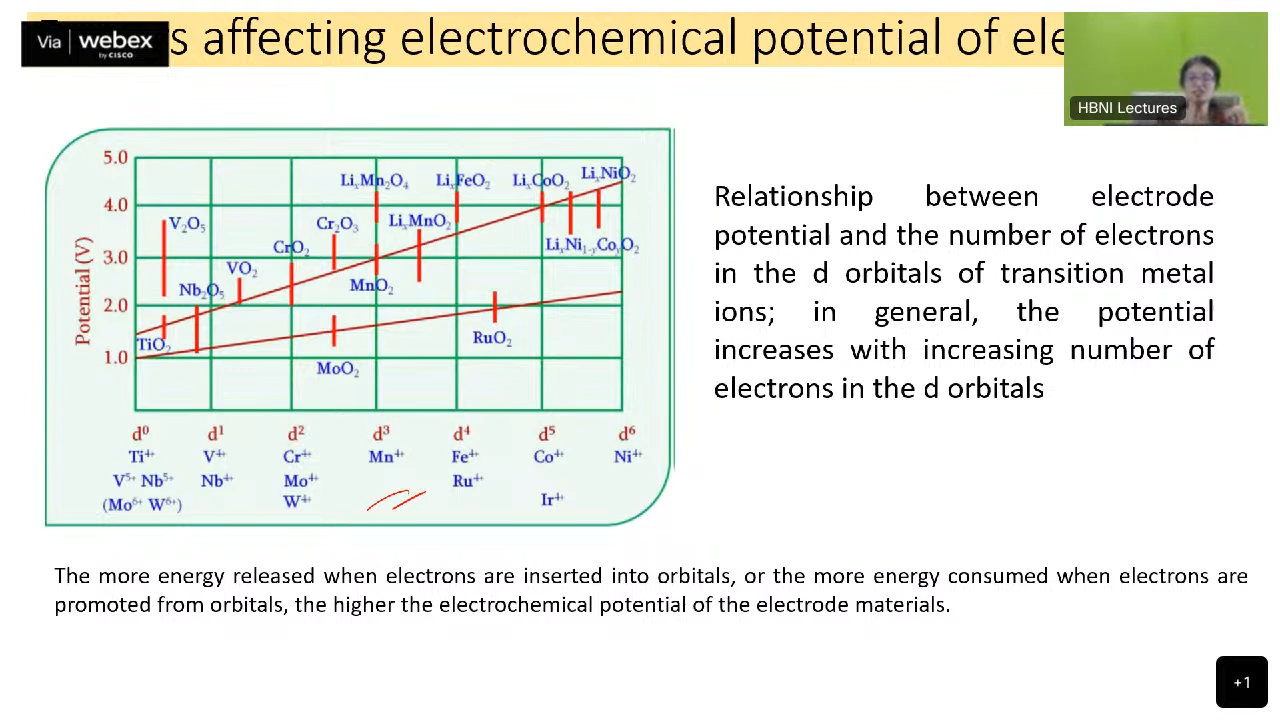 Via webex
by CISCO
s affecting electrochemical potential of ele
HBNI Lectures
5.0
4.0
3.0
2.0
1.0
Potential (V)
LiₓMn₂O₄ LiₓFeO₂ LiₓCoO₂ LiₓNiO₂
V₂O₅ Cr₂O₃ LiₓMnO₂
CrO₂ LiₓNi₁₋ᵧCoᵧO₂
VO₂
Nb₂O₅ MnO₂
TiO₂ RuO₂
MoO₂
d⁰ d¹ d² d³ d⁴ d⁵ d⁶
Ti⁴⁺ V⁴⁺ Cr⁴⁺ Mn⁴⁺ Fe⁴⁺ Co⁴⁺ Ni⁴⁺
V⁵⁺ Nb⁵⁺ Nb⁴⁺ Mo⁴⁺ Ru⁴⁺
(Mo⁶⁺ W⁶⁺) W⁴⁺ Ir⁴⁺
Relationship between electrode
potential and the number of electrons
in the d orbitals of transition metal
ions; in general, the potential
increases with increasing number of
electrons in the d orbitals
The more energy released when electrons are inserted into orbitals, or the more energy consumed when electrons are
promoted from orbitals, the higher the electrochemical potential of the electrode materials.
+1